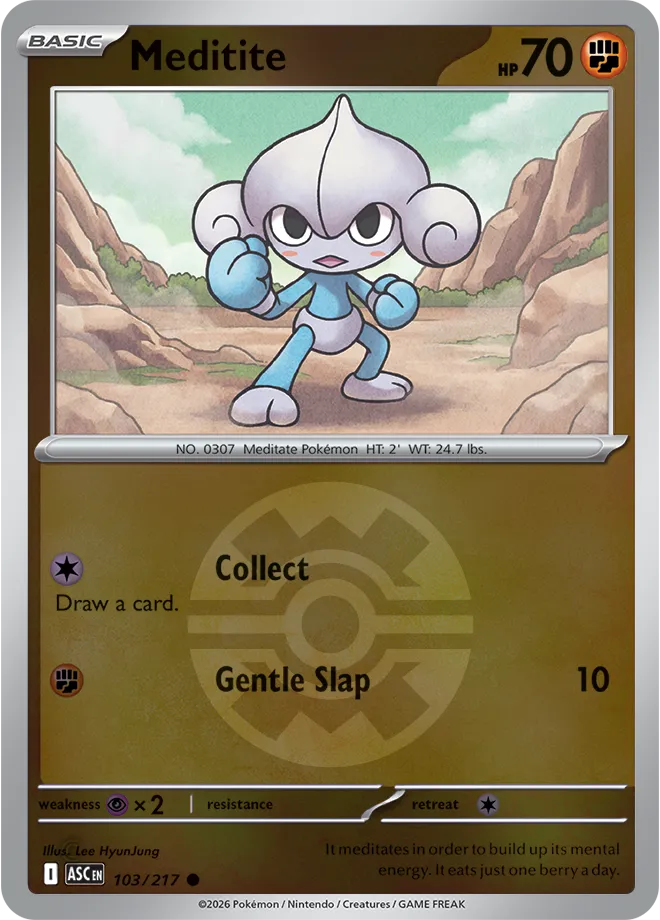 BASIC
Meditite
HP 70
NO. 0307 Meditate Pokémon HT: 2' WT: 24.7 lbs.
Collect
Draw a card.
Gentle Slap 10
weakness ×2 resistance retreat
Illus. Lee HyunJung
It meditates in order to build up its mental
energy. It eats just one berry a day.
I ASC EN 103/217
©2026 Pokémon / Nintendo / Creatures / GAME FREAK